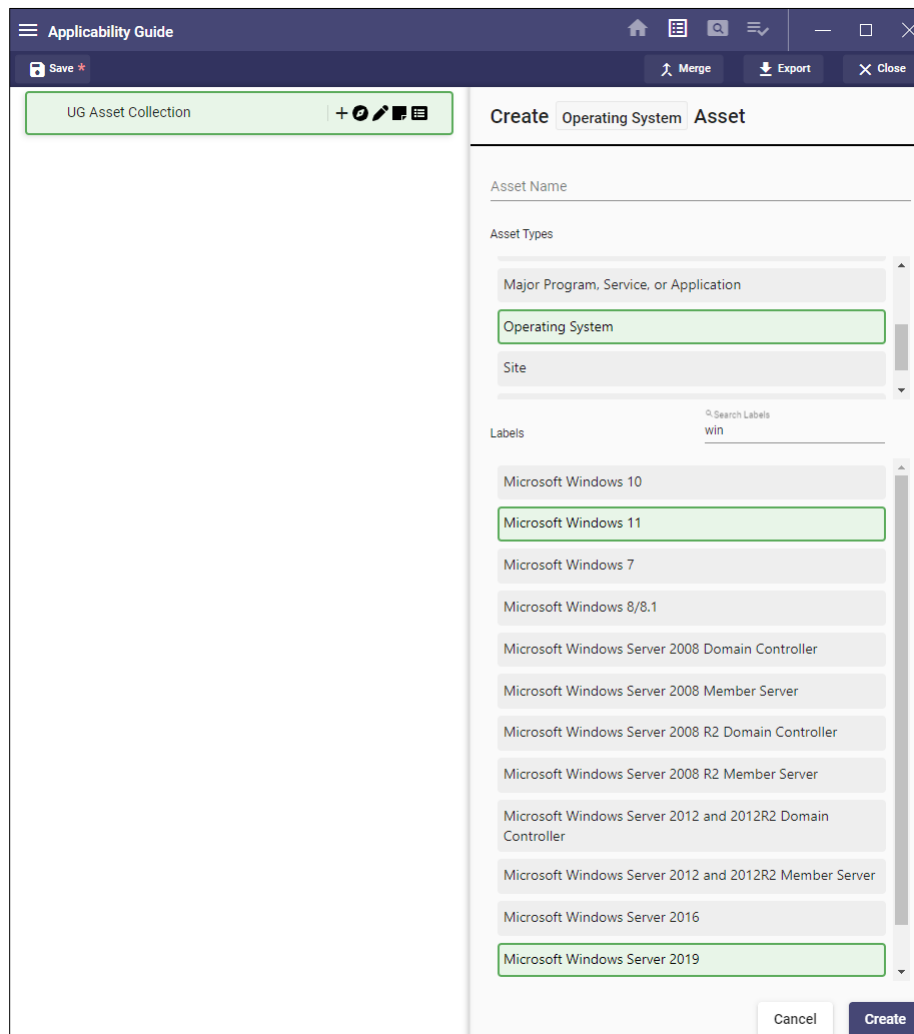 Applicability Guide
Save *
Merge
Export
Close
UG Asset Collection
Create Operating System Asset
Asset Name
Asset Types
Major Program, Service, or Application
Operating System
Site
Search Labels
Labels
win
Microsoft Windows 10
Microsoft Windows 11
Microsoft Windows 7
Microsoft Windows 8/8.1
Microsoft Windows Server 2008 Domain Controller
Microsoft Windows Server 2008 Member Server
Microsoft Windows Server 2008 R2 Domain Controller
Microsoft Windows Server 2008 R2 Member Server
Microsoft Windows Server 2012 and 2012R2 Domain
Controller
Microsoft Windows Server 2012 and 2012R2 Member Server
Microsoft Windows Server 2016
Microsoft Windows Server 2019
Cancel
Create